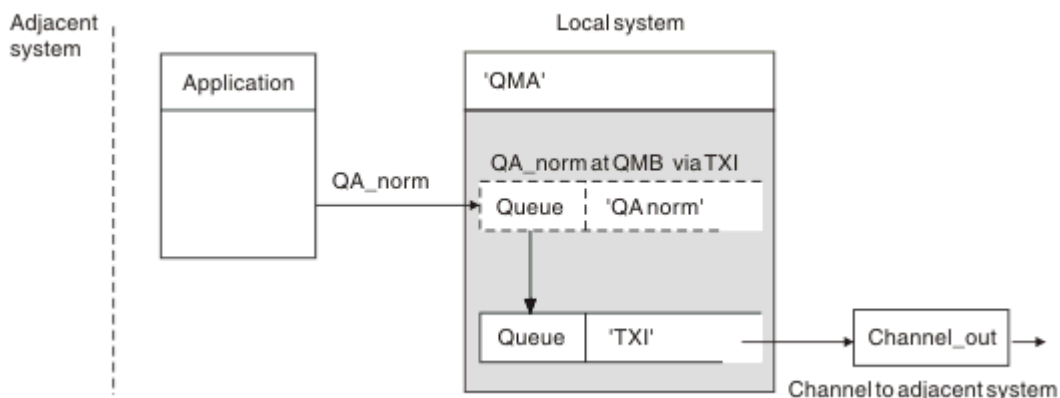 Adjacent
system
Local system
Application
'QMA'
QA_norm at QMB via TXI
QA_norm
Queue
'QA norm'
Queue
'TXI'
Channel_out
Channel to adjacent system